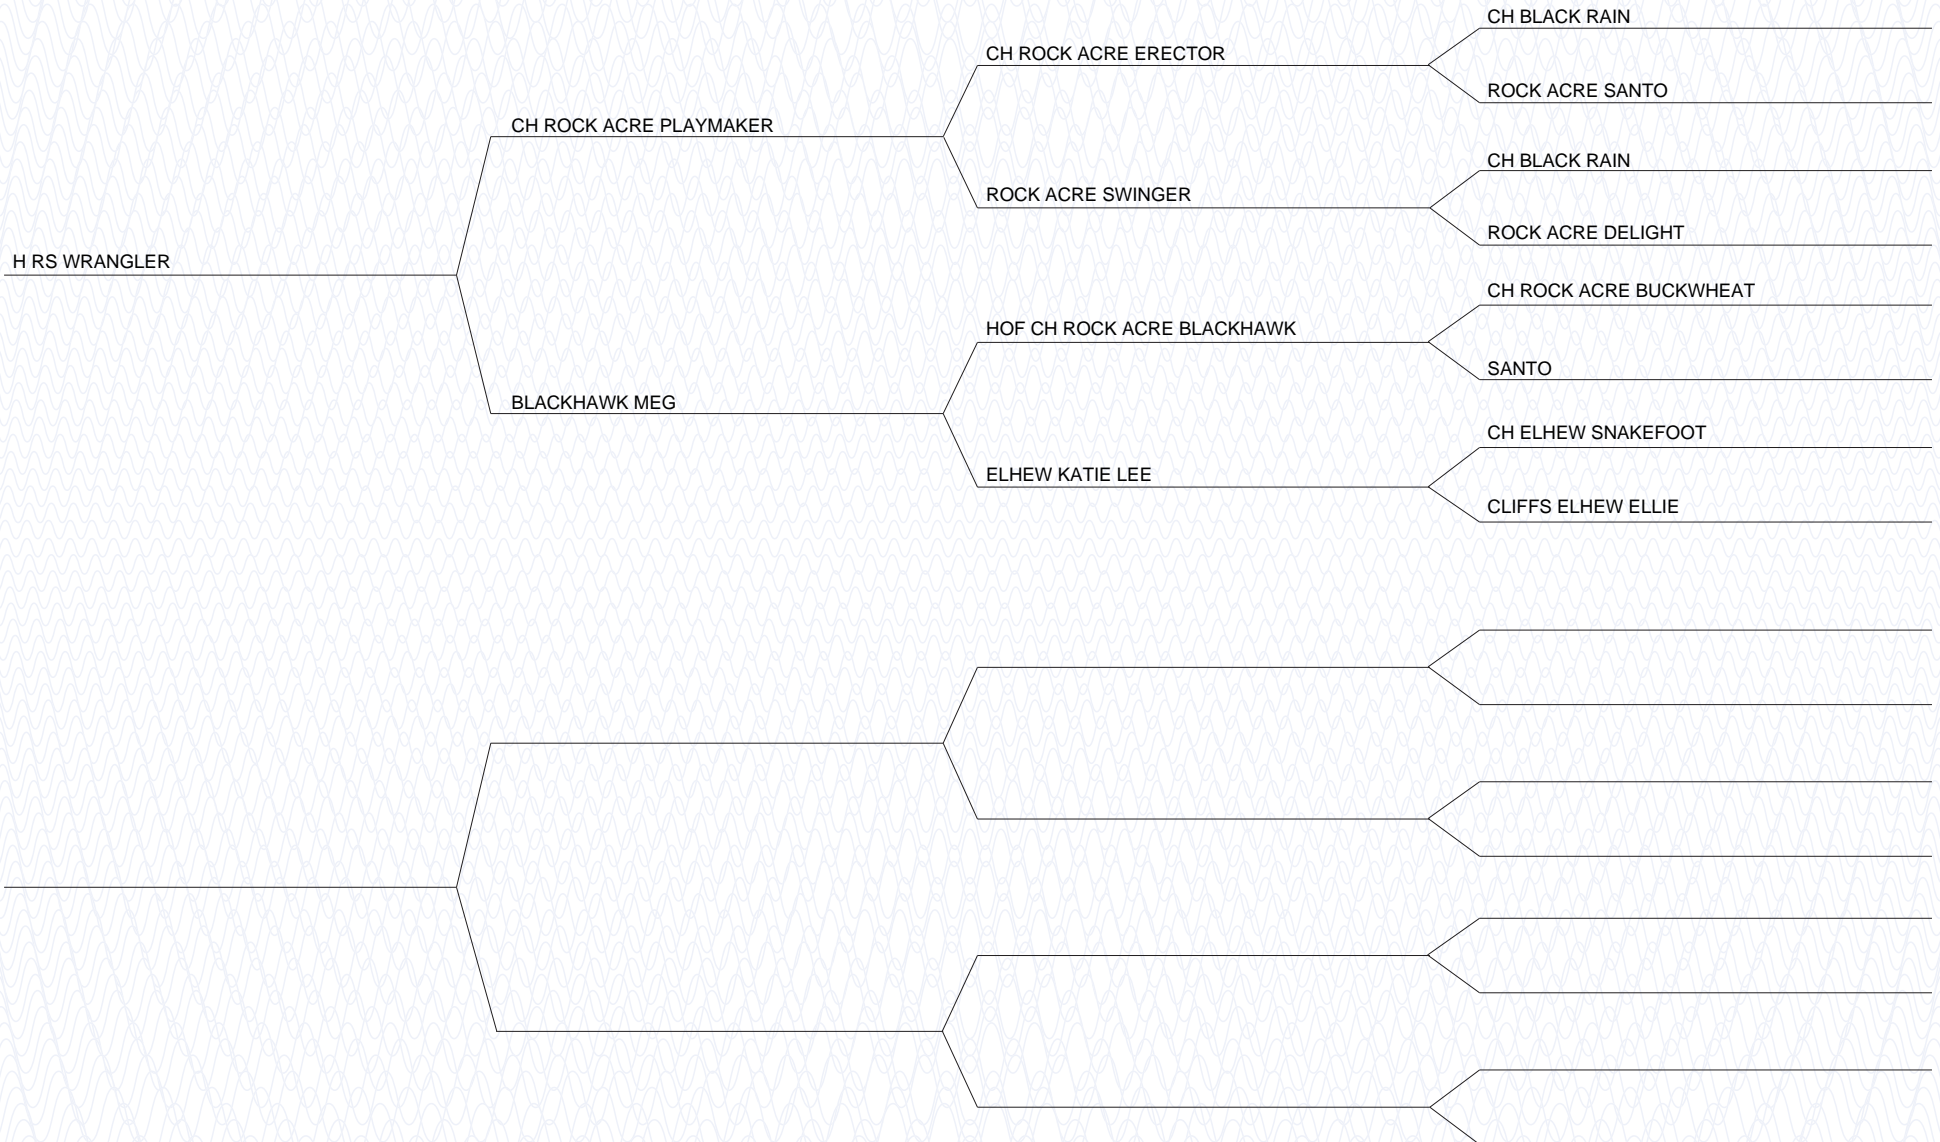 CH BLACK RAIN
CH ROCK ACRE ERECTOR
ROCK ACRE SANTO
CH ROCK ACRE PLAYMAKER
CH BLACK RAIN
ROCK ACRE SWINGER
ROCK ACRE DELIGHT
H RS WRANGLER
CH ROCK ACRE BUCKWHEAT
HOF CH ROCK ACRE BLACKHAWK
SANTO
BLACKHAWK MEG
CH ELHEW SNAKEFOOT
ELHEW KATIE LEE
CLIFFS ELHEW ELLIE